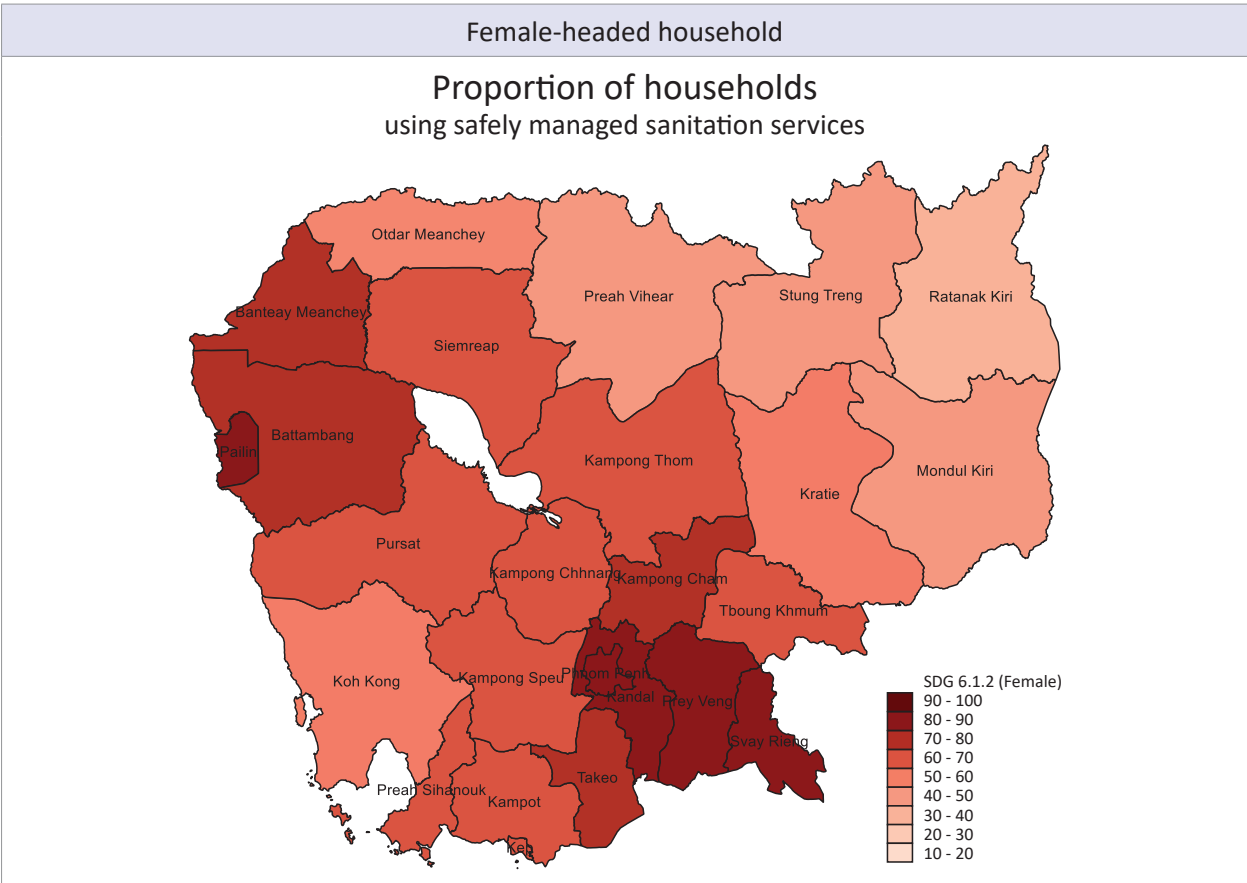 Female-headed household
Proportion of households
using safely managed sanitation services
Otdar Meanchey
Banteay Meanchey
Siemreap
Preah Vihear
Stung Treng
Ratanak Kiri
Battambang
Pailin
Kampong Thom
Kratie
Mondul Kiri
Pursat
Kampong Chhnang
Kampong Cham
Tboung Khmum
Koh Kong
Kampong Speu
Phnom Penh
Kandal
Prey Veng
Svay Rieng
Takeo
Preah Sihanouk
Kampot
Kep
SDG 6.1.2 (Female)
90 - 100
80 - 90
70 - 80
60 - 70
50 - 60
40 - 50
30 - 40
20 - 30
10 - 20